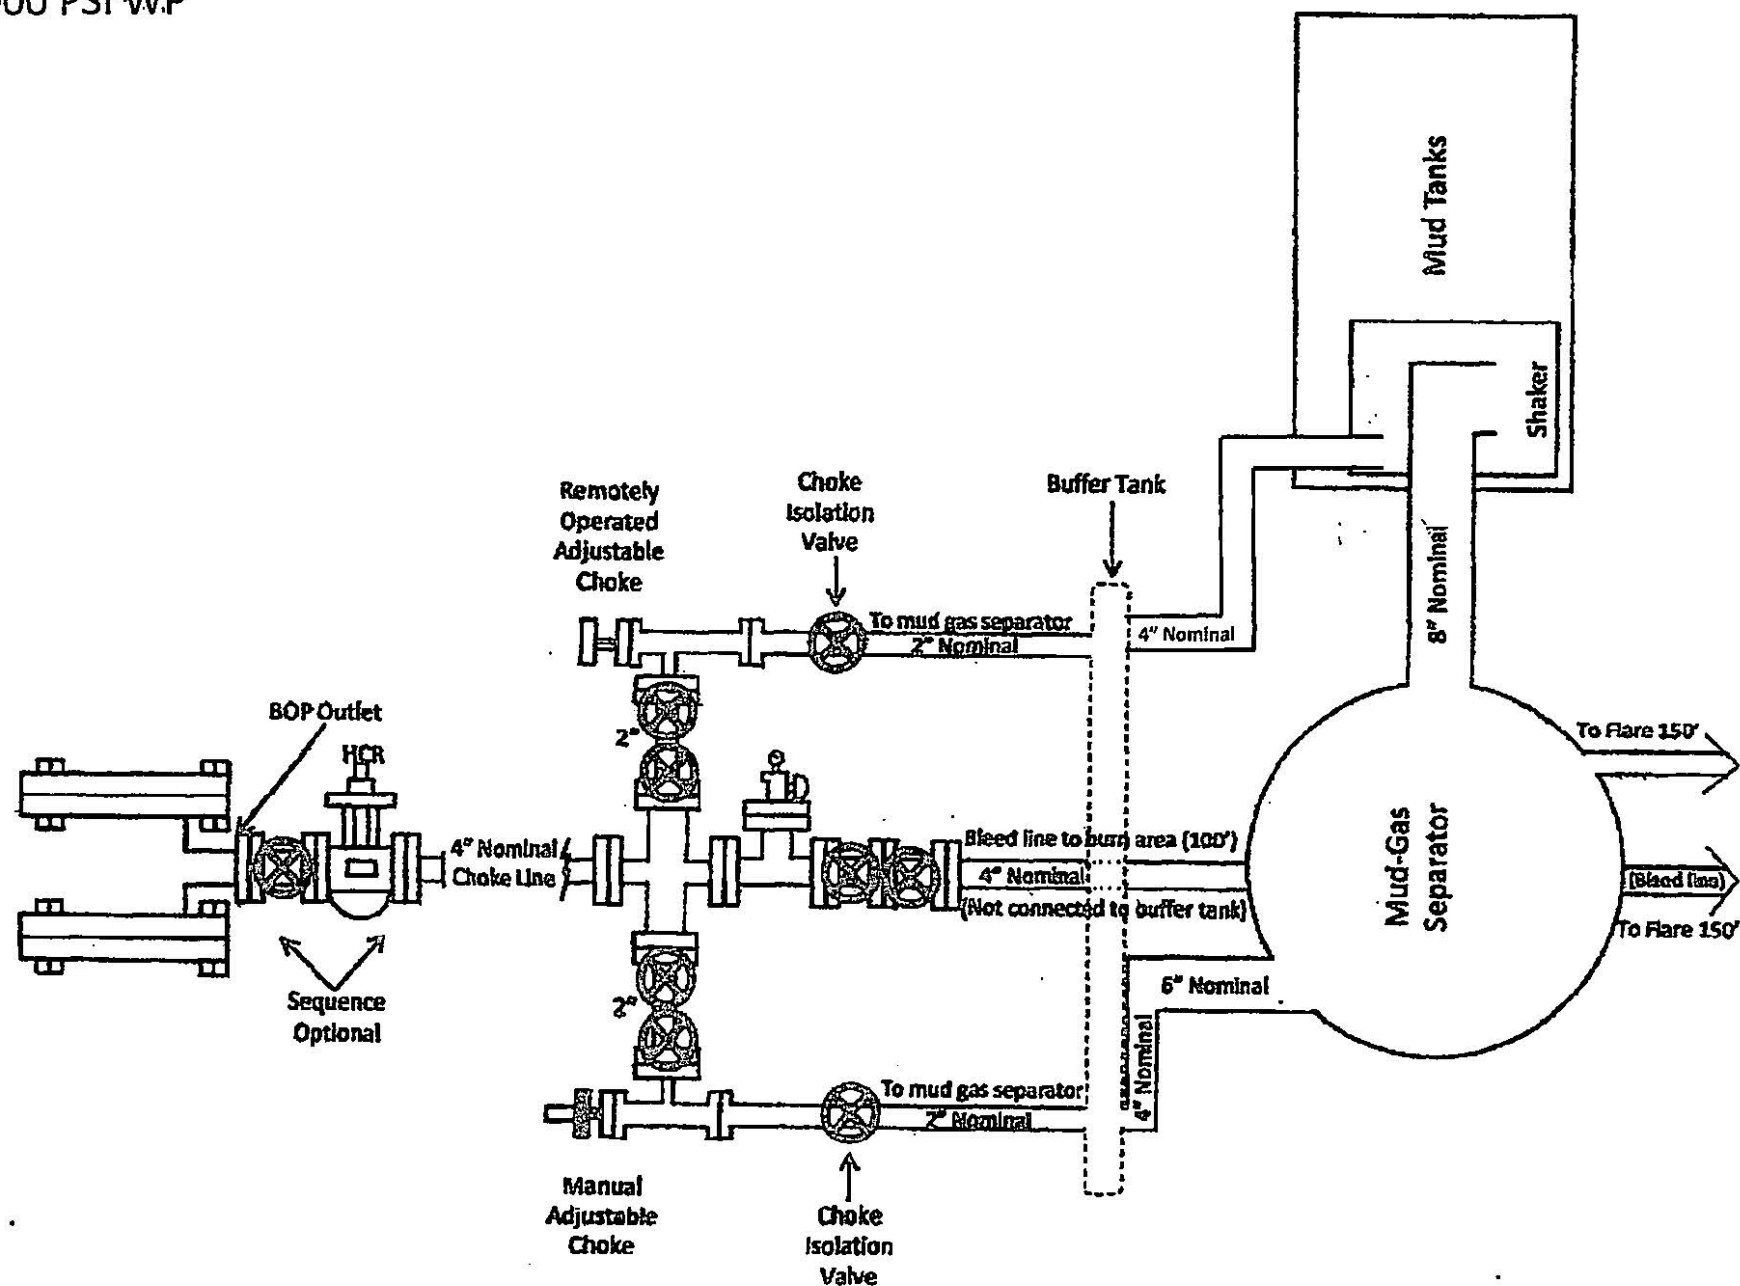 PSI WP
Mud Tanks
Shaker
Remotely
Operated
Adjustable
Choke
Choke
Isolation
Valve
Buffer Tank
8" Nominal
To mud gas separator
2" Nominal
4" Nominal
BOP Outlet
HCR
2"
To Flare 150'
4" Nominal
Choke Line
Bleed line to burn area (100')
4" Nominal
(Not connected to buffer tank)
Mud-Gas
Separator
(Bleed line)
To Flare 150'
Sequence
Optional
2"
6" Nominal
4" Nominal
To mud gas separator
2" Nominal
Manual
Adjustable
Choke
Choke
Isolation
Valve